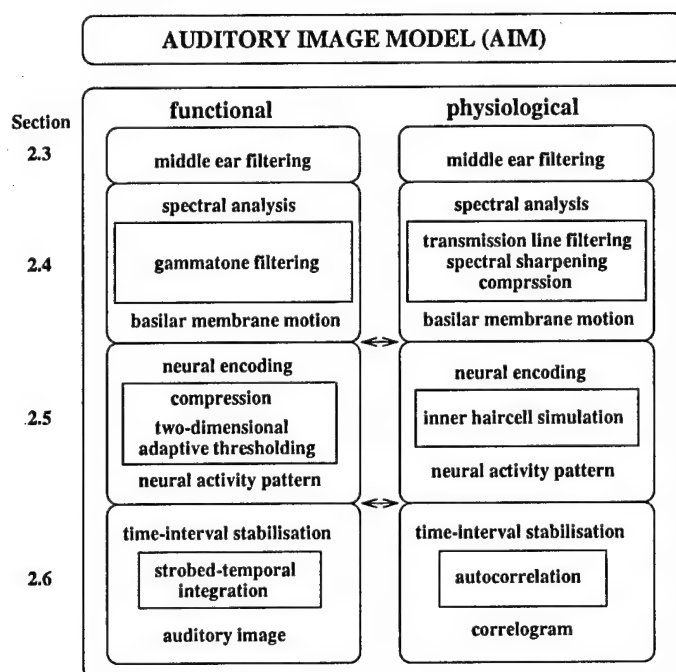 AUDITORY IMAGE MODEL (AIM)
Section
functional
physiological
2.3
middle ear filtering
middle ear filtering
2.4
spectral analysis
gammatone filtering
basilar membrane motion
spectral analysis
transmission line filtering
spectral sharpening
comprssion
basilar membrane motion
2.5
neural encoding
compression
two-dimensional
adaptive thresholding
neural activity pattern
neural encoding
inner haircell simulation
neural activity pattern
2.6
time-interval stabilisation
strobed-temporal
integration
auditory image
time-interval stabilisation
autocorrelation
correlogram